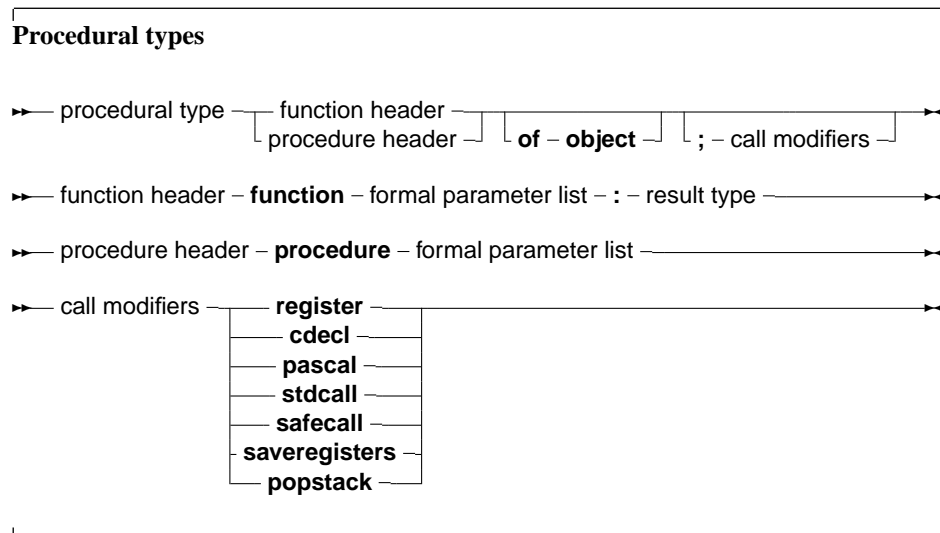 Procedural types
procedural type function header
procedure header of – object ; – call modifiers
function header – function – formal parameter list – : – result type
procedure header – procedure – formal parameter list
call modifiers register
cdecl
pascal
stdcall
safecall
saveregisters
popstack